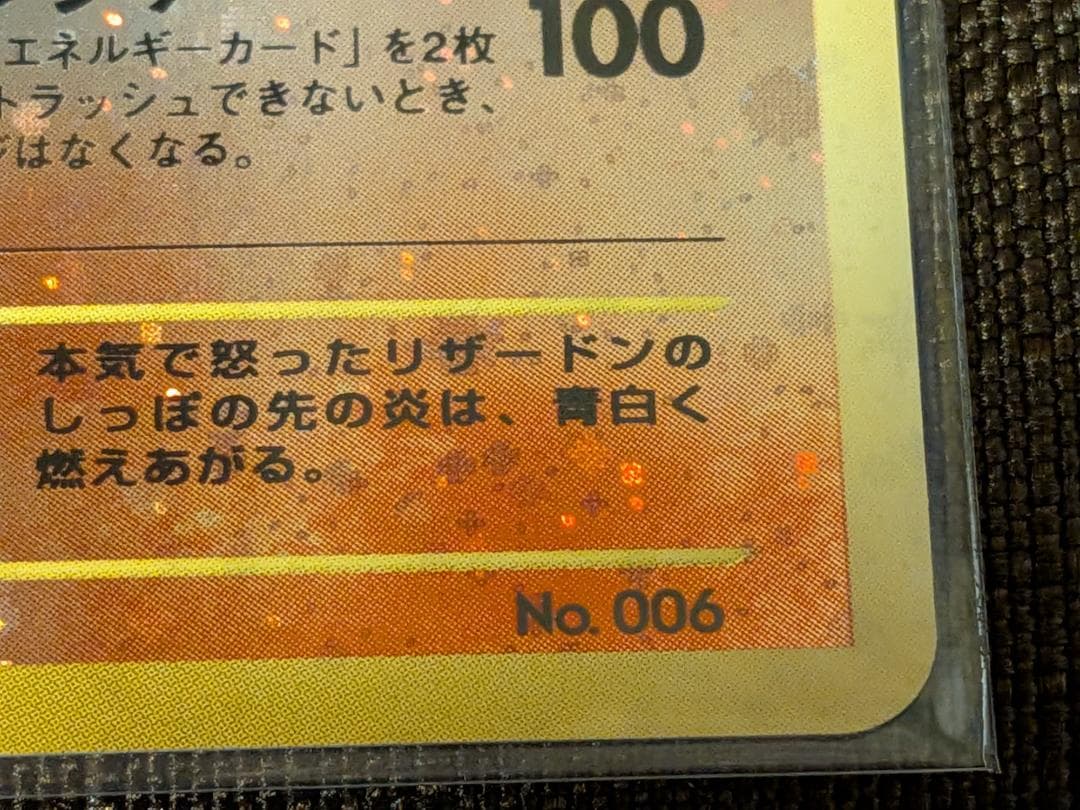 エネルギーカード」を2枚
100
トラッシュできないとき、
はなくなる。
本気で怒ったリザードンの
しっぽの先の炎は、青白く
燃えあがる。
No. 006